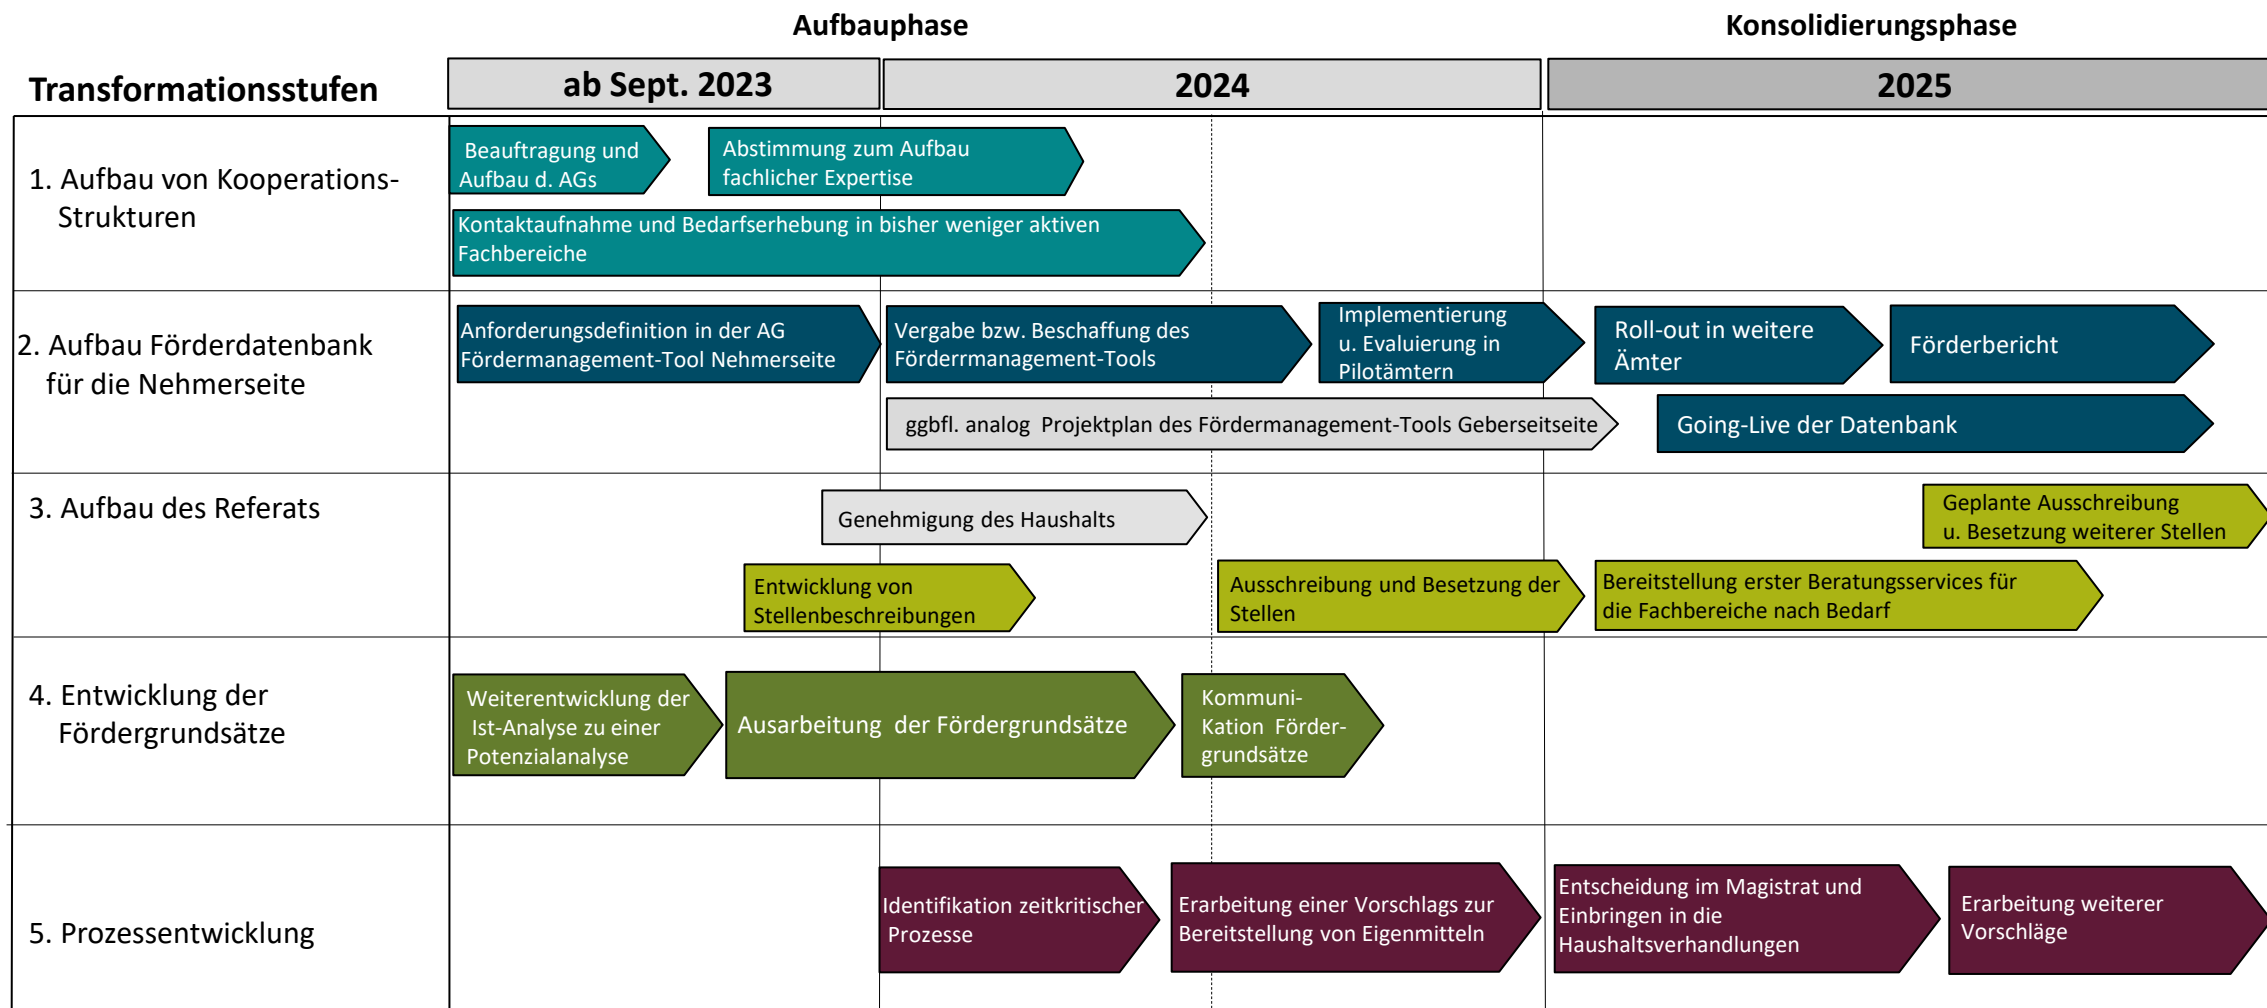 Aufbauphase
Konsolidierungsphase
Transformationsstufen
ab Sept. 2023
2024
2025
1. Aufbau von Kooperations-
Strukturen
Beauftragung und
Aufbau d. AGs
Abstimmung zum Aufbau
fachlicher Expertise
Kontaktaufnahme und Bedarfserhebung in bisher weniger aktiven
Fachbereiche
2. Aufbau Förderdatenbank
für die Nehmerseite
Anforderungsdefinition in der AG
Fördermanagement-Tool Nehmerseite
Vergabe bzw. Beschaffung des
Förderrmanagement-Tools
Implementierung
u. Evaluierung in
Pilotämtern
Roll-out in weitere
Ämter
Förderbericht
ggbfl. analog Projektplan des Fördermanagement-Tools Geberseitseite
Going-Live der Datenbank
3. Aufbau des Referats
Genehmigung des Haushalts
Geplante Ausschreibung
u. Besetzung weiterer Stellen
Entwicklung von
Stellenbeschreibungen
Ausschreibung und Besetzung der
Stellen
Bereitstellung erster Beratungsservices für
die Fachbereiche nach Bedarf
4. Entwicklung der
Fördergrundsätze
Weiterentwicklung der
Ist-Analyse zu einer
Potenzialanalyse
Ausarbeitung der Fördergrundsätze
Kommuni-
Kation Förder-
grundsätze
5. Prozessentwicklung
Identifikation zeitkritischer
Prozesse
Erarbeitung einer Vorschlags zur
Bereitstellung von Eigenmitteln
Entscheidung im Magistrat und
Einbringen in die
Haushaltsverhandlungen
Erarbeitung weiterer
Vorschläge